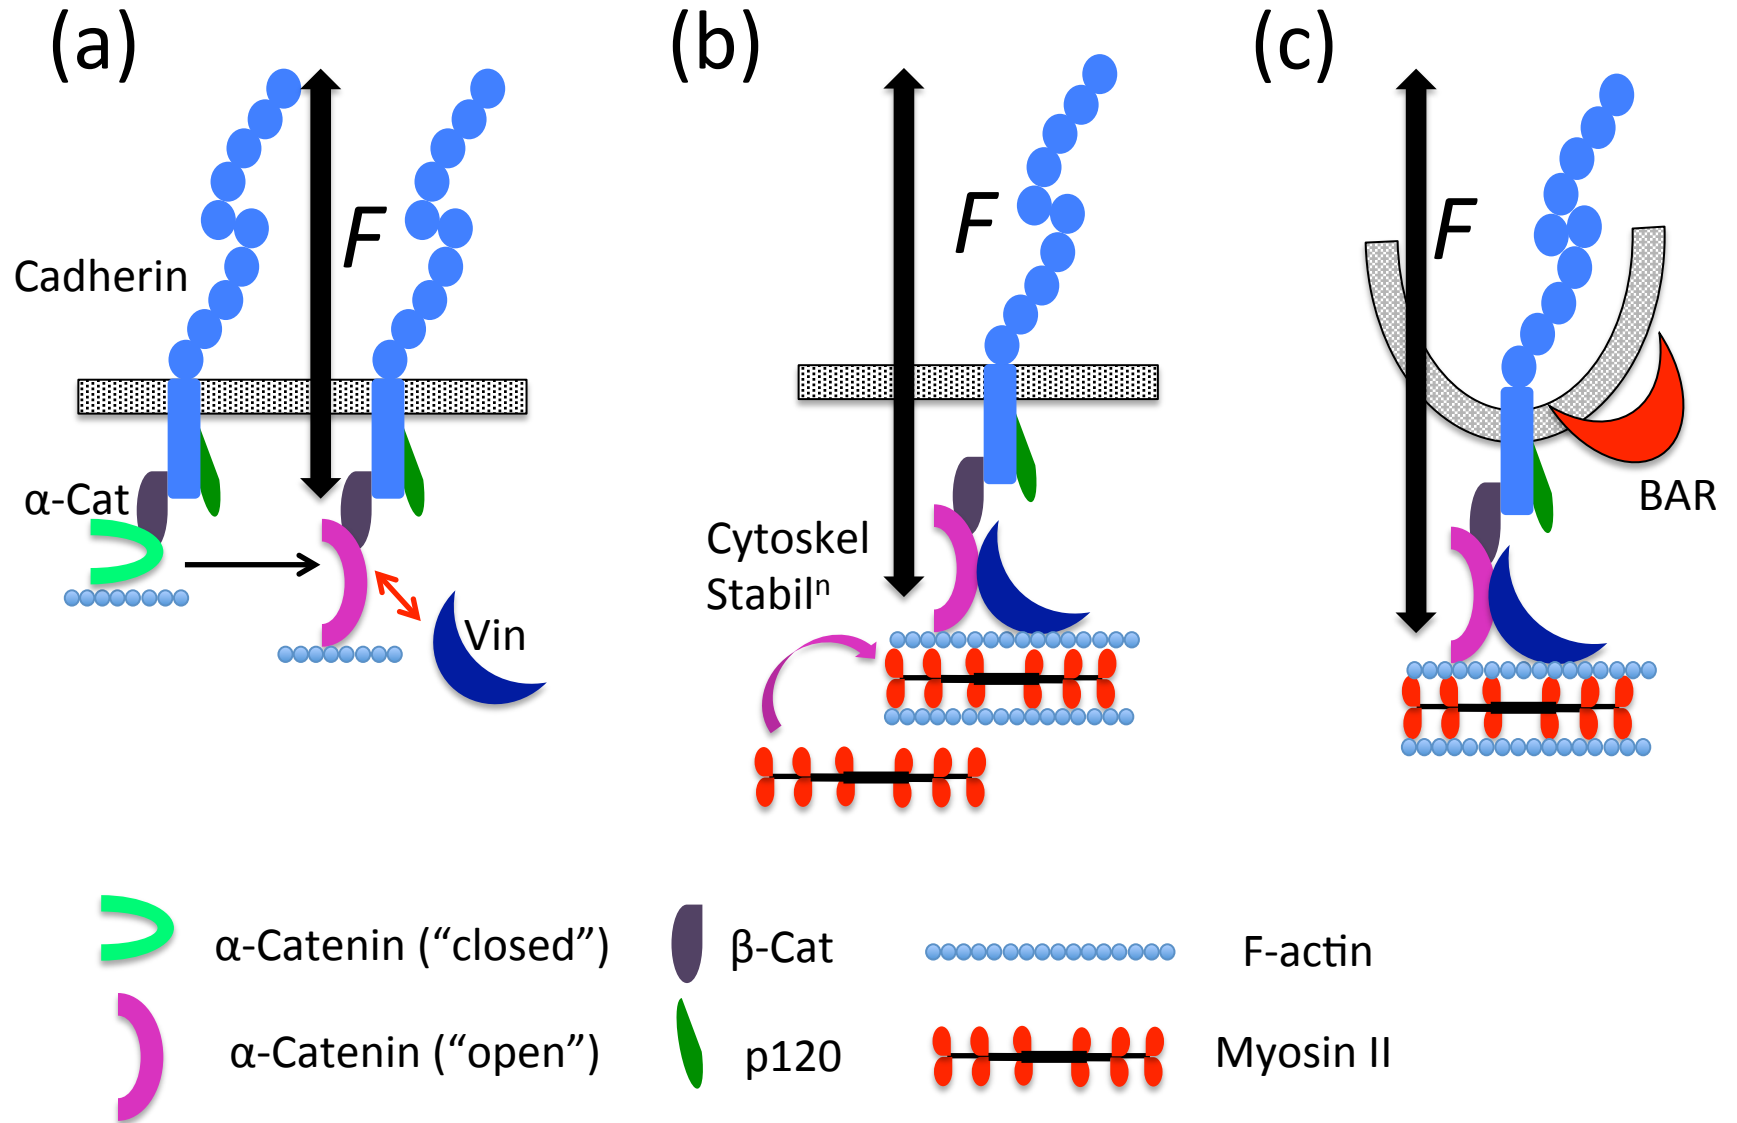 (a)
(b)
(c)
F
F
F
Cadherin
α-Cat
Vin
Cytoskel
Stabilⁿ
BAR
α-Catenin (“closed”)
β-Cat
F-actin
α-Catenin (“open”)
p120
Myosin II